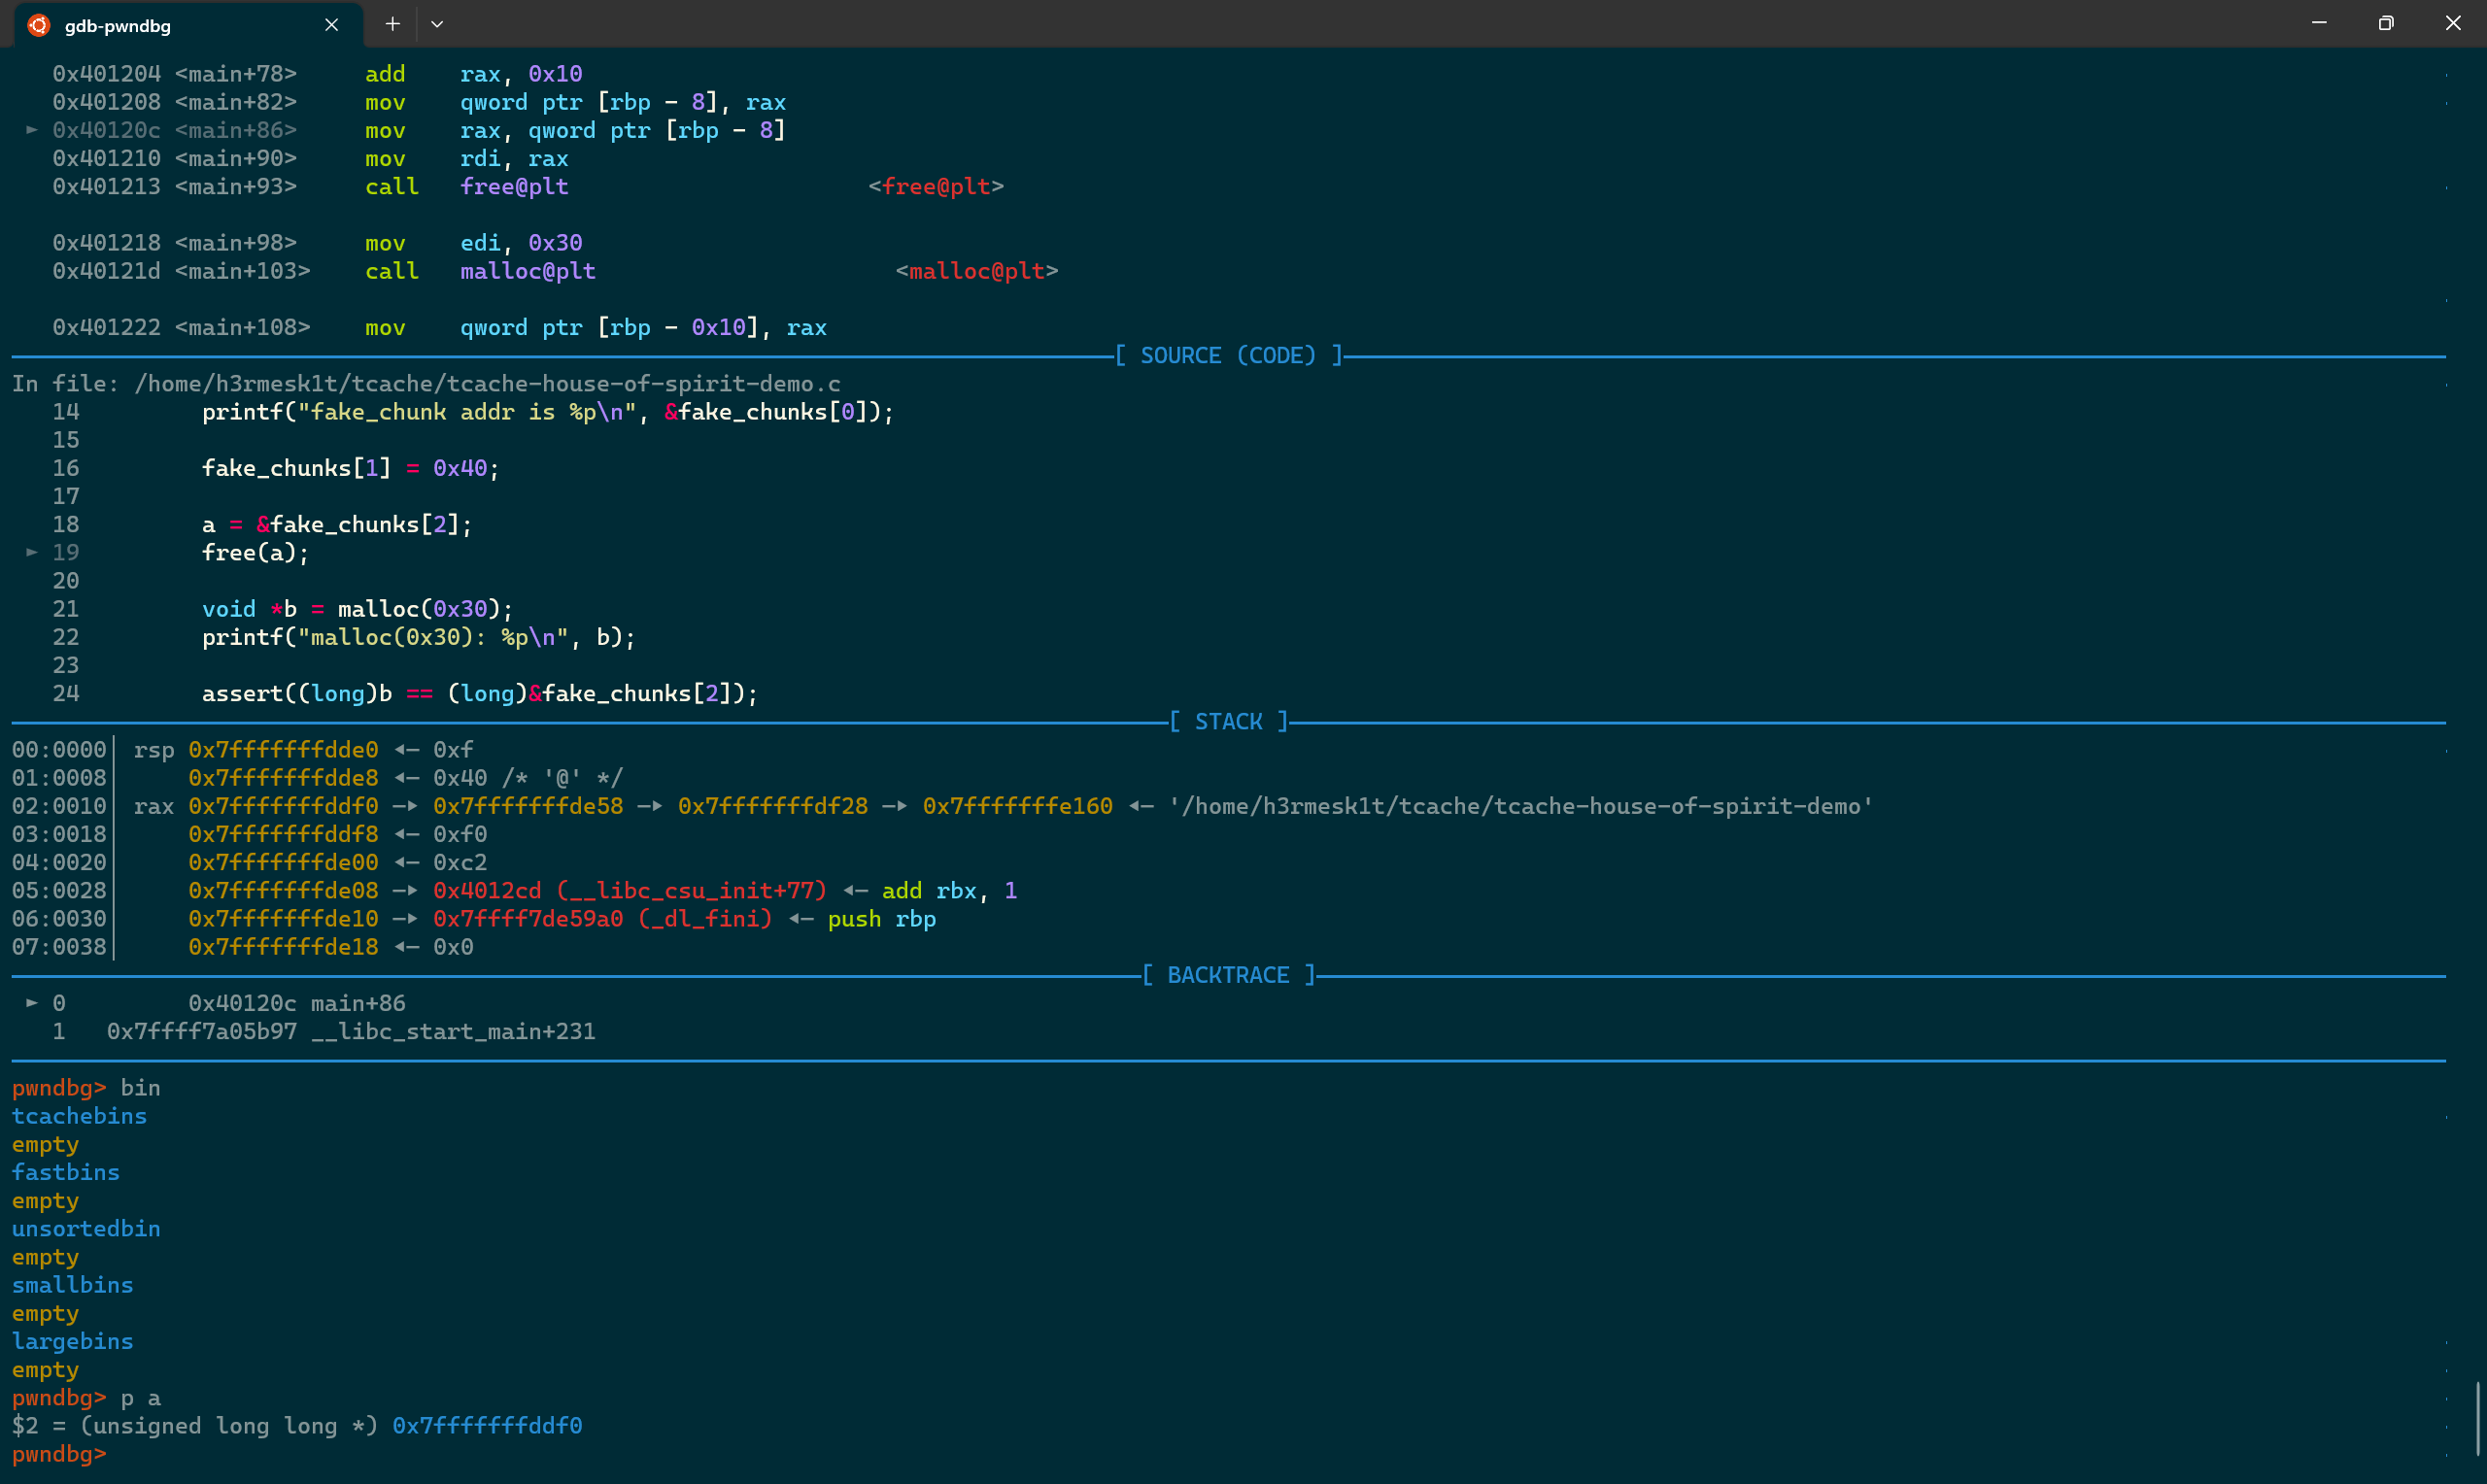 gdb-pwndbg
0x401204 <main+78>     add    rax, 0x10
0x401208 <main+82>     mov    qword ptr [rbp - 8], rax
► 0x40120c <main+86>     mov    rax, qword ptr [rbp - 8]
0x401210 <main+90>     mov    rdi, rax
0x401213 <main+93>     call   free@plt                      <free@plt>
0x401218 <main+98>     mov    edi, 0x30
0x40121d <main+103>    call   malloc@plt                      <malloc@plt>
0x401222 <main+108>    mov    qword ptr [rbp - 0x10], rax
[ SOURCE (CODE) ]
In file: /home/h3rmesk1t/tcache/tcache-house-of-spirit-demo.c
14         printf("fake_chunk addr is %p\n", &fake_chunks[0]);
15
16         fake_chunks[1] = 0x40;
17
18         a = &fake_chunks[2];
► 19         free(a);
20
21         void *b = malloc(0x30);
22         printf("malloc(0x30): %p\n", b);
23
24         assert((long)b == (long)&fake_chunks[2]);
[ STACK ]
00:0000│ rsp 0x7fffffffdde0 ◂— 0xf
01:0008│     0x7fffffffdde8 ◂— 0x40 /* '@' */
02:0010│ rax 0x7fffffffddf0 —▸ 0x7fffffffde58 —▸ 0x7fffffffdf28 —▸ 0x7fffffffe160 ◂— '/home/h3rmesk1t/tcache/tcache-house-of-spirit-demo'
03:0018│     0x7fffffffddf8 ◂— 0xf0
04:0020│     0x7fffffffde00 ◂— 0xc2
05:0028│     0x7fffffffde08 —▸ 0x4012cd (__libc_csu_init+77) ◂— add rbx, 1
06:0030│     0x7fffffffde10 —▸ 0x7ffff7de59a0 (_dl_fini) ◂— push rbp
07:0038│     0x7fffffffde18 ◂— 0x0
[ BACKTRACE ]
► 0         0x40120c main+86
1   0x7ffff7a05b97 __libc_start_main+231
pwndbg> bin
tcachebins
empty
fastbins
empty
unsortedbin
empty
smallbins
empty
largebins
empty
pwndbg> p a
$2 = (unsigned long long *) 0x7fffffffddf0
pwndbg>